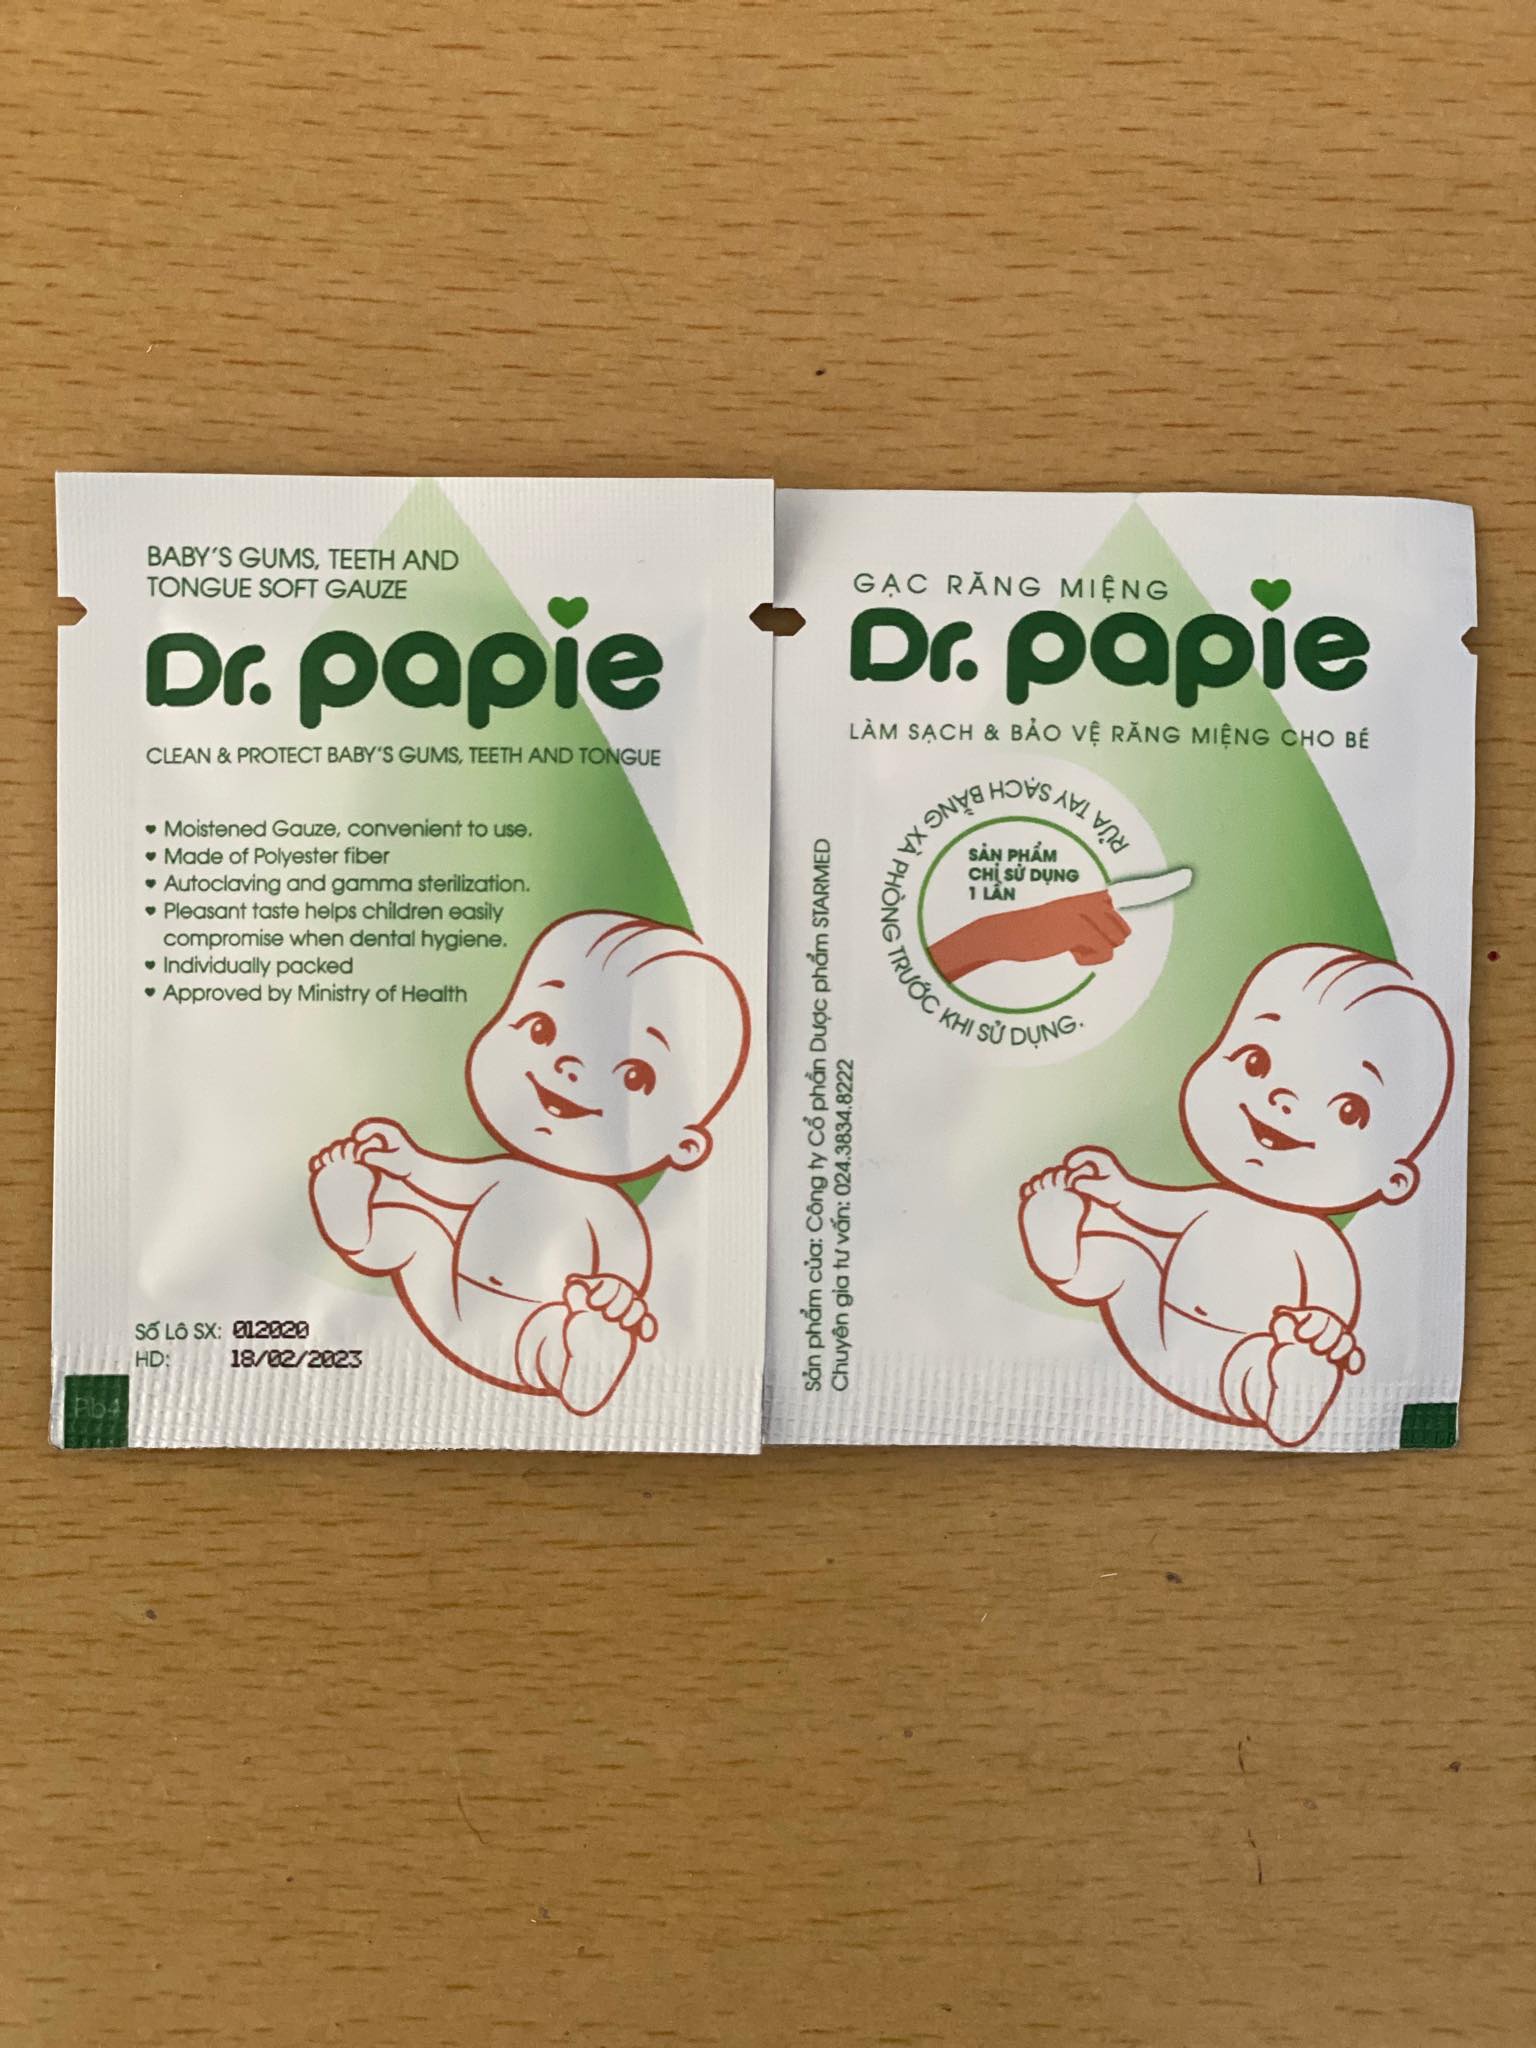 BABY'S GUMS, TEETH AND
TONGUE SOFT GAUZE
Dr. papie
CLEAN & PROTECT BABY'S GUMS, TEETH AND TONGUE
Moistened Gauze, convenient to use.
Made of Polyester fiber
Autoclaving and gamma sterilization.
Pleasant taste helps children easily
compromise when dental hygiene.
Individually packed
Approved by Ministry of Health
Số Lô SX: 012020
HD: 18/02/2023
GẠC RĂNG MIỆNG
Dr. papie
LÀM SẠCH & BẢO VỆ RĂNG MIỆNG CHO BÉ
RỬA TAY SẠCH BẰNG XÀ PHÒNG TRƯỚC KHI SỬ DỤNG.
SẢN PHẨM
CHỈ SỬ DỤNG
1 LẦN
Sản phẩm của: Công ty Cổ phần Dược phẩm STARMED
Chuyên gia tư vấn: 024.3834.8222